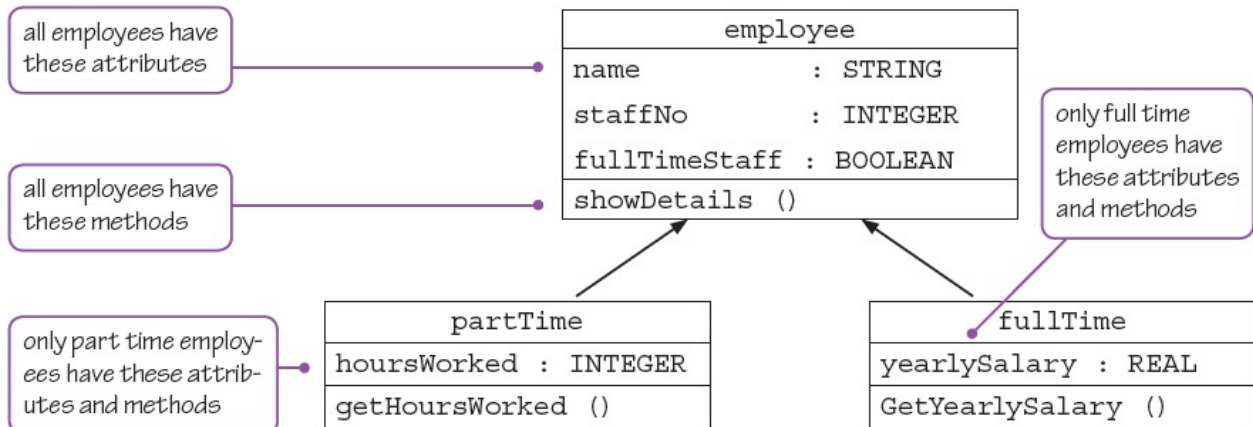 all employees have
these attributes
employee
name : STRING
staffNo : INTEGER
fullTimeStaff : BOOLEAN
showDetails ()
all employees have
these methods
only full time
employees have
these attributes
and methods
only part time employ-
ees have these attrib-
utes and methods
partTime
hoursWorked : INTEGER
getHoursWorked ()
fullTime
yearlySalary : REAL
GetYearlySalary ()